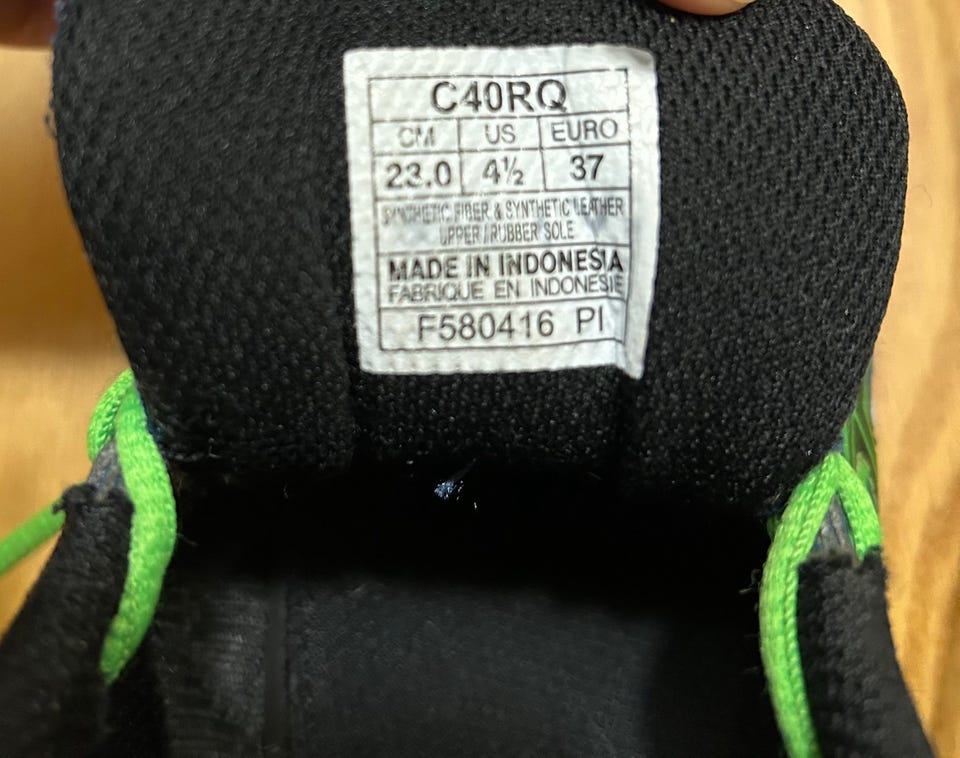 C40RQ
CM US EURO
23.0 4½ 37
SYNTHETIC FIBER & SYNTHETIC LEATHER
UPPER / RUBBER SOLE
MADE IN INDONESIA
FABRIQUE EN INDONESIE
F580416 PI